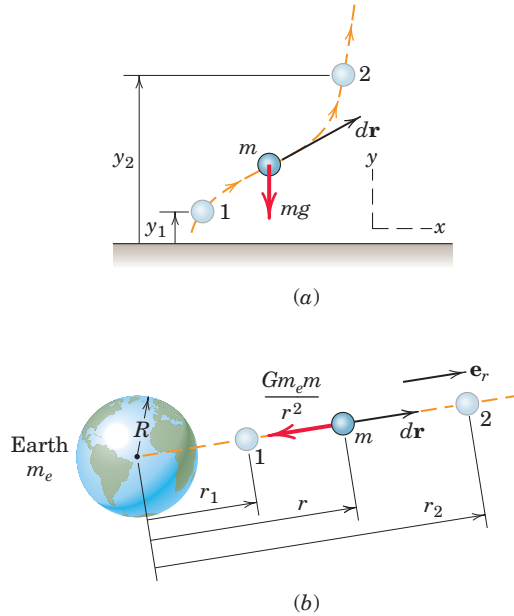 2
dr
m
y
y₂
1
mg
y₁
x
(a)
Gmₑm
r²
eᵣ
R
m
dr
2
Earth
mₑ
1
r₁
r
r₂
(b)